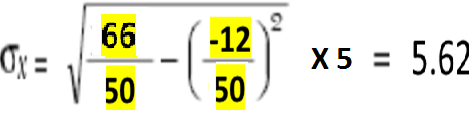 σx = √(66/50 − (-12/50)²) X 5 = 5.62